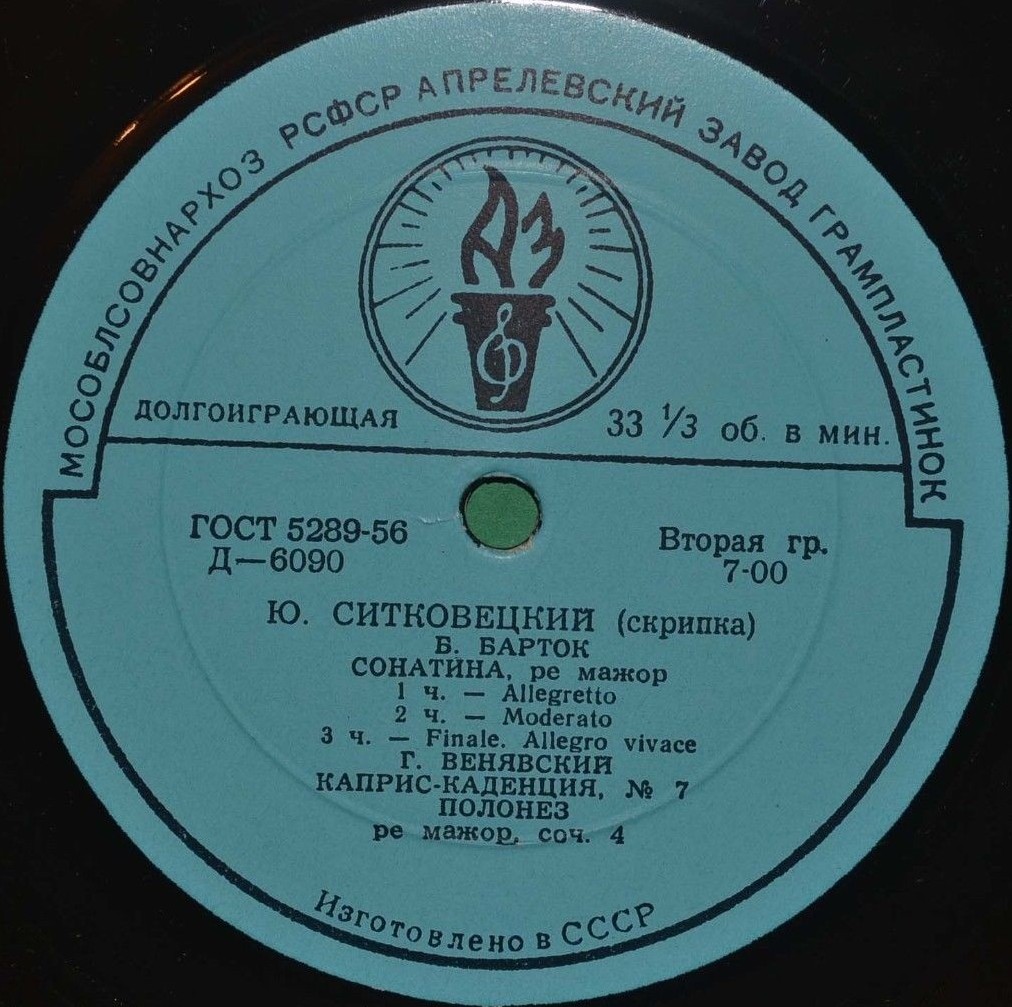 МОСОБЛСОВНАРХОЗ РСФСР АПРЕЛЕВСКИЙ ЗАВОД ГРАМПЛАСТИНОК
АЗ
ДОЛГОИГРАЮЩАЯ
33 1/3 об. в мин.
ГОСТ 5289-56
Д—6090
Вторая гр.
7-00
Ю. СИТКОВЕЦКИЙ (скрипка)
Б. БАРТОК
СОНАТИНА, ре мажор
1 ч. — Allegretto
2 ч. — Moderato
3 ч. — Finale. Allegro vivace
Г. ВЕНЯВСКИЙ
КАПРИС-КАДЕНЦИЯ, № 7
ПОЛОНЕЗ
ре мажор, соч. 4
Изготовлено в СССР